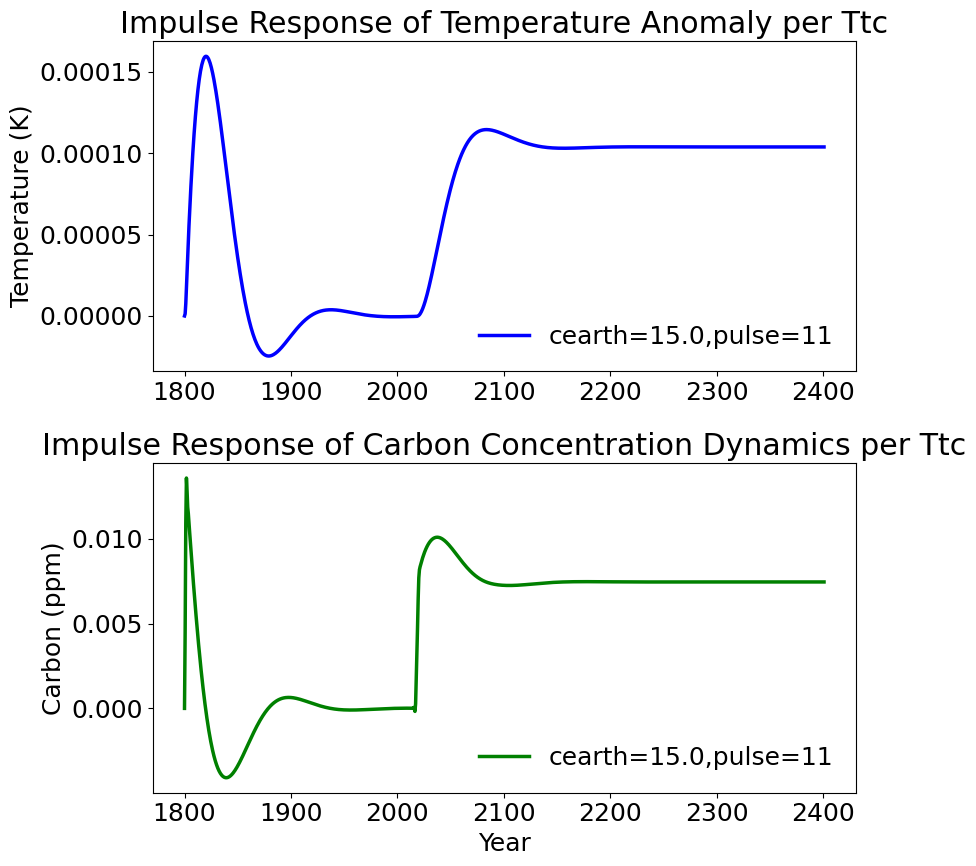 Impulse Response of Temperature Anomaly per Ttc
Temperature (K)
0.00015
0.00010
0.00005
0.00000
cearth=15.0,pulse=11
1800 1900 2000 2100 2200 2300 2400
Impulse Response of Carbon Concentration Dynamics per Ttc
Carbon (ppm)
0.010
0.005
0.000
cearth=15.0,pulse=11
1800 1900 2000 2100 2200 2300 2400
Year